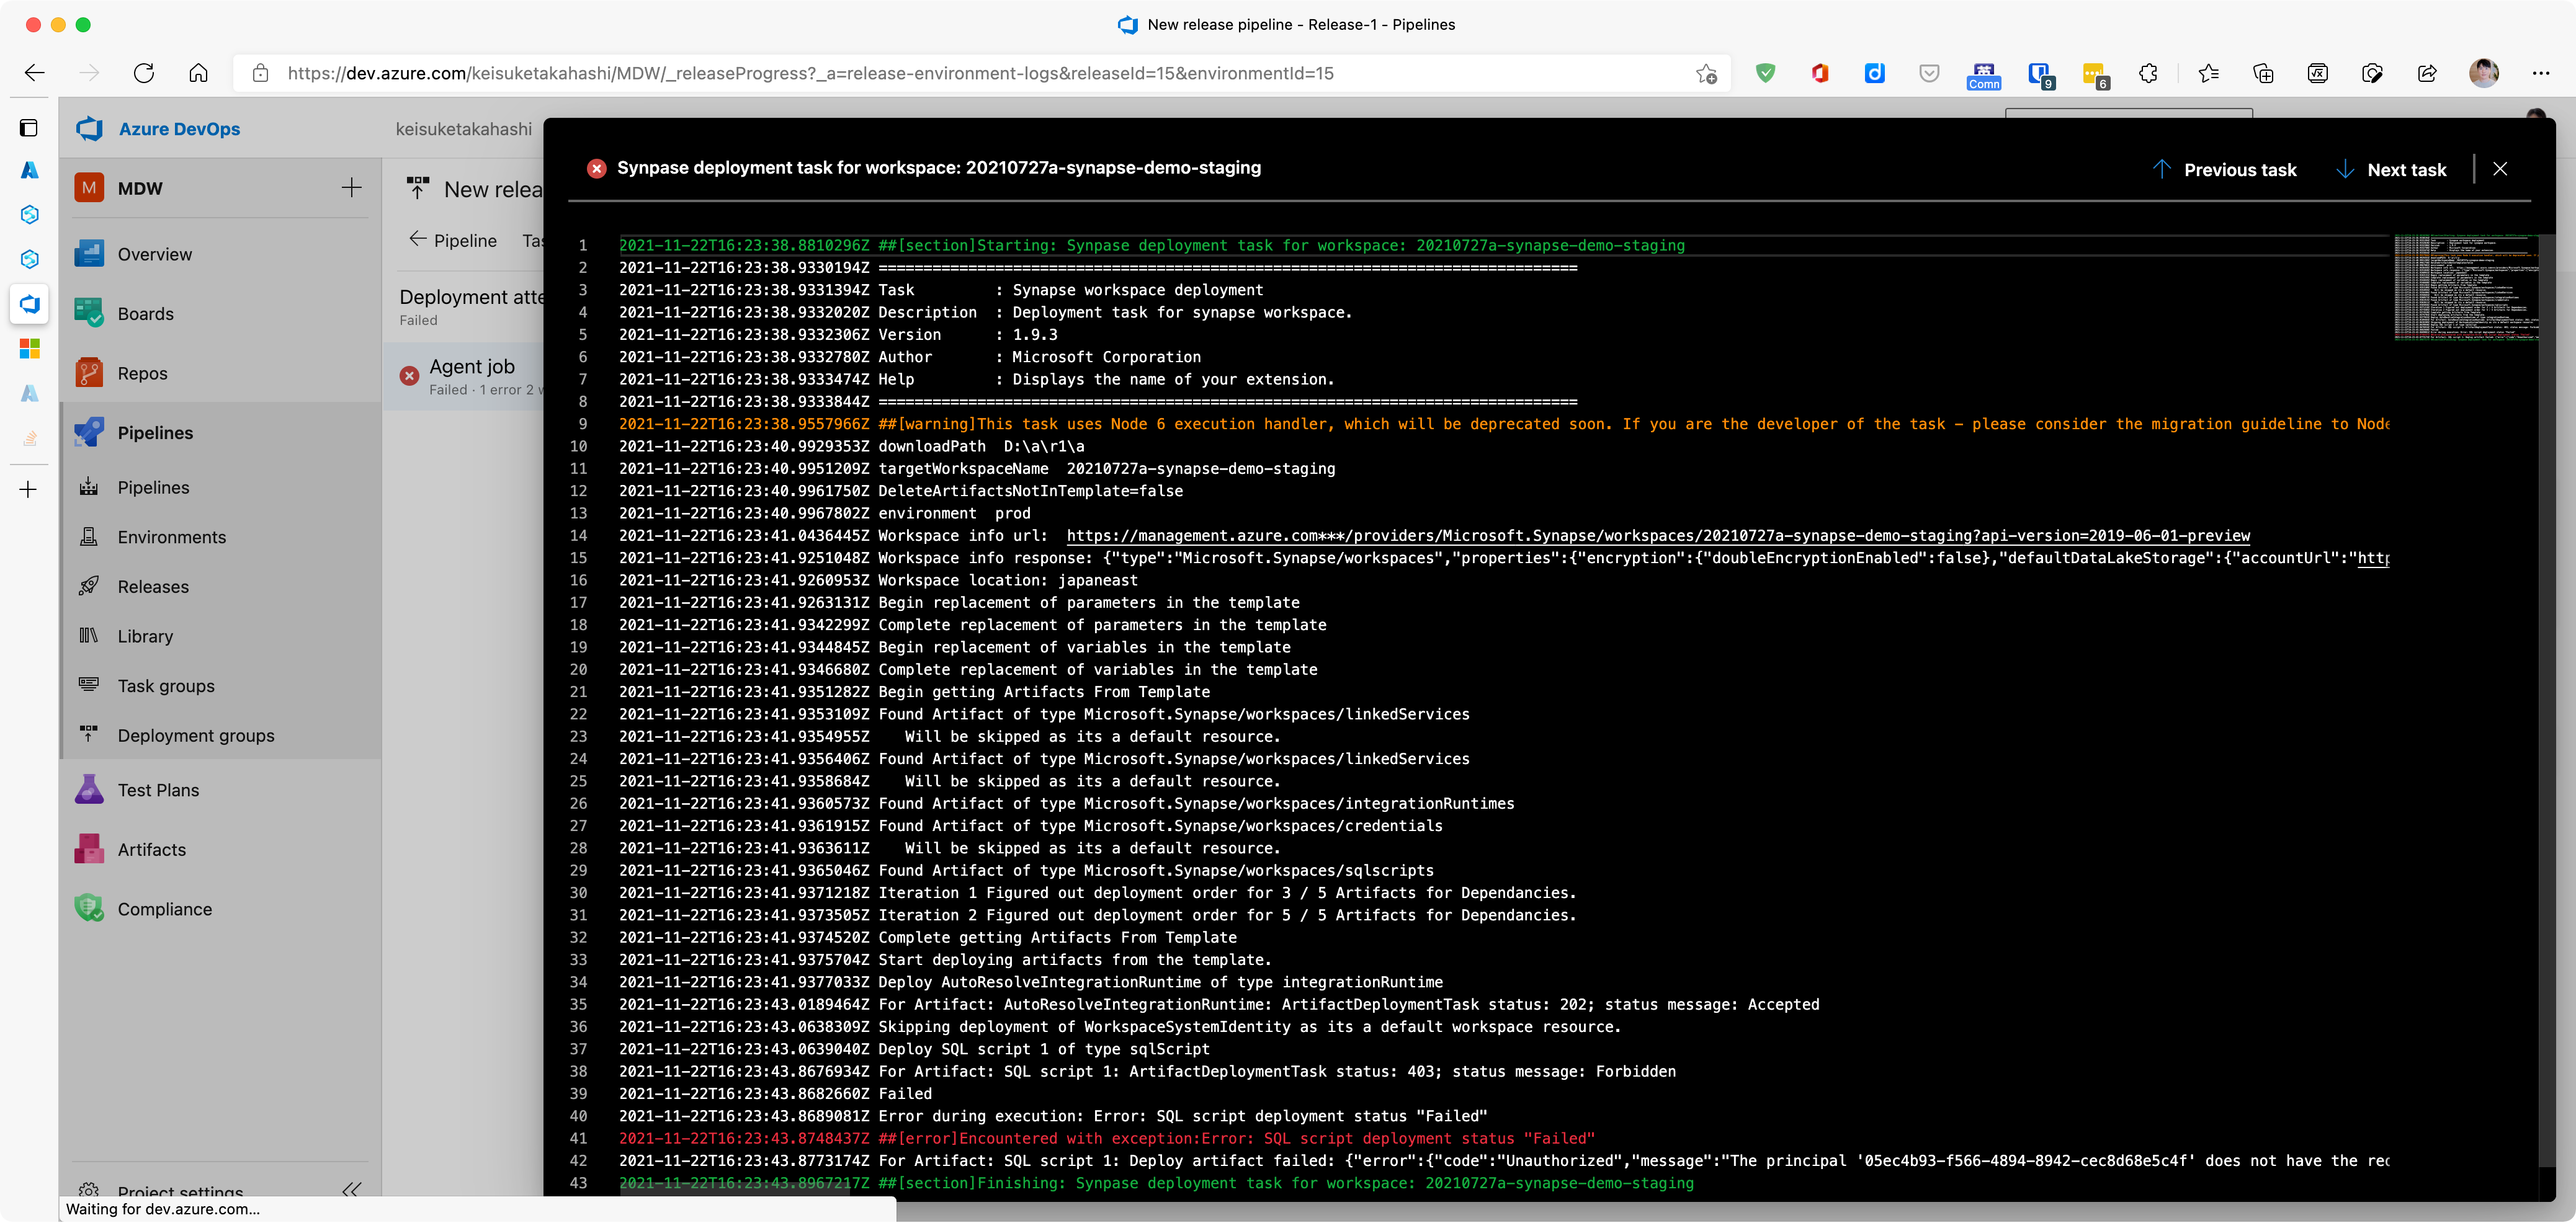 New release pipeline - Release-1 - Pipelines
https://dev.azure.com/keisuketakahashi/MDW/_releaseProgress?_a=release-environment-logs&releaseId=15&environmentId=15
Comn
9
6
Azure DevOps
keisuketakahashi
M
MDW
Overview
Boards
Repos
Pipelines
Pipelines
Environments
Releases
Library
Task groups
Deployment groups
Test Plans
Artifacts
Compliance
Project settings
Waiting for dev.azure.com...
New relea
Pipeline Tas
Deployment atte
Failed
Agent job
Failed · 1 error 2 w
Synpase deployment task for workspace: 20210727a-synapse-demo-staging
Previous task
Next task
1 2021-11-22T16:23:38.8810296Z ##[section]Starting: Synpase deployment task for workspace: 20210727a-synapse-demo-staging
2 2021-11-22T16:23:38.9330194Z ==============================================================================
3 2021-11-22T16:23:38.9331394Z Task         : Synapse workspace deployment
4 2021-11-22T16:23:38.9332020Z Description  : Deployment task for synapse workspace.
5 2021-11-22T16:23:38.9332306Z Version      : 1.9.3
6 2021-11-22T16:23:38.9332780Z Author       : Microsoft Corporation
7 2021-11-22T16:23:38.9333474Z Help         : Displays the name of your extension.
8 2021-11-22T16:23:38.9333844Z ==============================================================================
9 2021-11-22T16:23:38.9557966Z ##[warning]This task uses Node 6 execution handler, which will be deprecated soon. If you are the developer of the task - please consider the migration guideline to Node
10 2021-11-22T16:23:40.9929353Z downloadPath  D:\a\r1\a
11 2021-11-22T16:23:40.9951209Z targetWorkspaceName  20210727a-synapse-demo-staging
12 2021-11-22T16:23:40.9961750Z DeleteArtifactsNotInTemplate=false
13 2021-11-22T16:23:40.9967802Z environment  prod
14 2021-11-22T16:23:41.0436445Z Workspace info url:  https://management.azure.com***/providers/Microsoft.Synapse/workspaces/20210727a-synapse-demo-staging?api-version=2019-06-01-preview
15 2021-11-22T16:23:41.9251048Z Workspace info response: {"type":"Microsoft.Synapse/workspaces","properties":{"encryption":{"doubleEncryptionEnabled":false},"defaultDataLakeStorage":{"accountUrl":"http
16 2021-11-22T16:23:41.9260953Z Workspace location: japaneast
17 2021-11-22T16:23:41.9263131Z Begin replacement of parameters in the template
18 2021-11-22T16:23:41.9342299Z Complete replacement of parameters in the template
19 2021-11-22T16:23:41.9344845Z Begin replacement of variables in the template
20 2021-11-22T16:23:41.9346680Z Complete replacement of variables in the template
21 2021-11-22T16:23:41.9351282Z Begin getting Artifacts From Template
22 2021-11-22T16:23:41.9353109Z Found Artifact of type Microsoft.Synapse/workspaces/linkedServices
23 2021-11-22T16:23:41.9354955Z    Will be skipped as its a default resource.
24 2021-11-22T16:23:41.9356406Z Found Artifact of type Microsoft.Synapse/workspaces/linkedServices
25 2021-11-22T16:23:41.9358684Z    Will be skipped as its a default resource.
26 2021-11-22T16:23:41.9360573Z Found Artifact of type Microsoft.Synapse/workspaces/integrationRuntimes
27 2021-11-22T16:23:41.9361915Z Found Artifact of type Microsoft.Synapse/workspaces/credentials
28 2021-11-22T16:23:41.9363611Z    Will be skipped as its a default resource.
29 2021-11-22T16:23:41.9365046Z Found Artifact of type Microsoft.Synapse/workspaces/sqlscripts
30 2021-11-22T16:23:41.9371218Z Iteration 1 Figured out deployment order for 3 / 5 Artifacts for Dependancies.
31 2021-11-22T16:23:41.9373505Z Iteration 2 Figured out deployment order for 5 / 5 Artifacts for Dependancies.
32 2021-11-22T16:23:41.9374520Z Complete getting Artifacts From Template
33 2021-11-22T16:23:41.9375704Z Start deploying artifacts from the template.
34 2021-11-22T16:23:41.9377033Z Deploy AutoResolveIntegrationRuntime of type integrationRuntime
35 2021-11-22T16:23:43.0189464Z For Artifact: AutoResolveIntegrationRuntime: ArtifactDeploymentTask status: 202; status message: Accepted
36 2021-11-22T16:23:43.0638309Z Skipping deployment of WorkspaceSystemIdentity as its a default workspace resource.
37 2021-11-22T16:23:43.0639040Z Deploy SQL script 1 of type sqlScript
38 2021-11-22T16:23:43.8676934Z For Artifact: SQL script 1: ArtifactDeploymentTask status: 403; status message: Forbidden
39 2021-11-22T16:23:43.8682660Z Failed
40 2021-11-22T16:23:43.8689081Z Error during execution: Error: SQL script deployment status "Failed"
41 2021-11-22T16:23:43.8748437Z ##[error]Encountered with exception:Error: SQL script deployment status "Failed"
42 2021-11-22T16:23:43.8773174Z For Artifact: SQL script 1: Deploy artifact failed: {"error":{"code":"Unauthorized","message":"The principal '05ec4b93-f566-4894-8942-cec8d68e5c4f' does not have the rec
43 2021-11-22T16:23:43.8967217Z ##[section]Finishing: Synpase deployment task for workspace: 20210727a-synapse-demo-staging